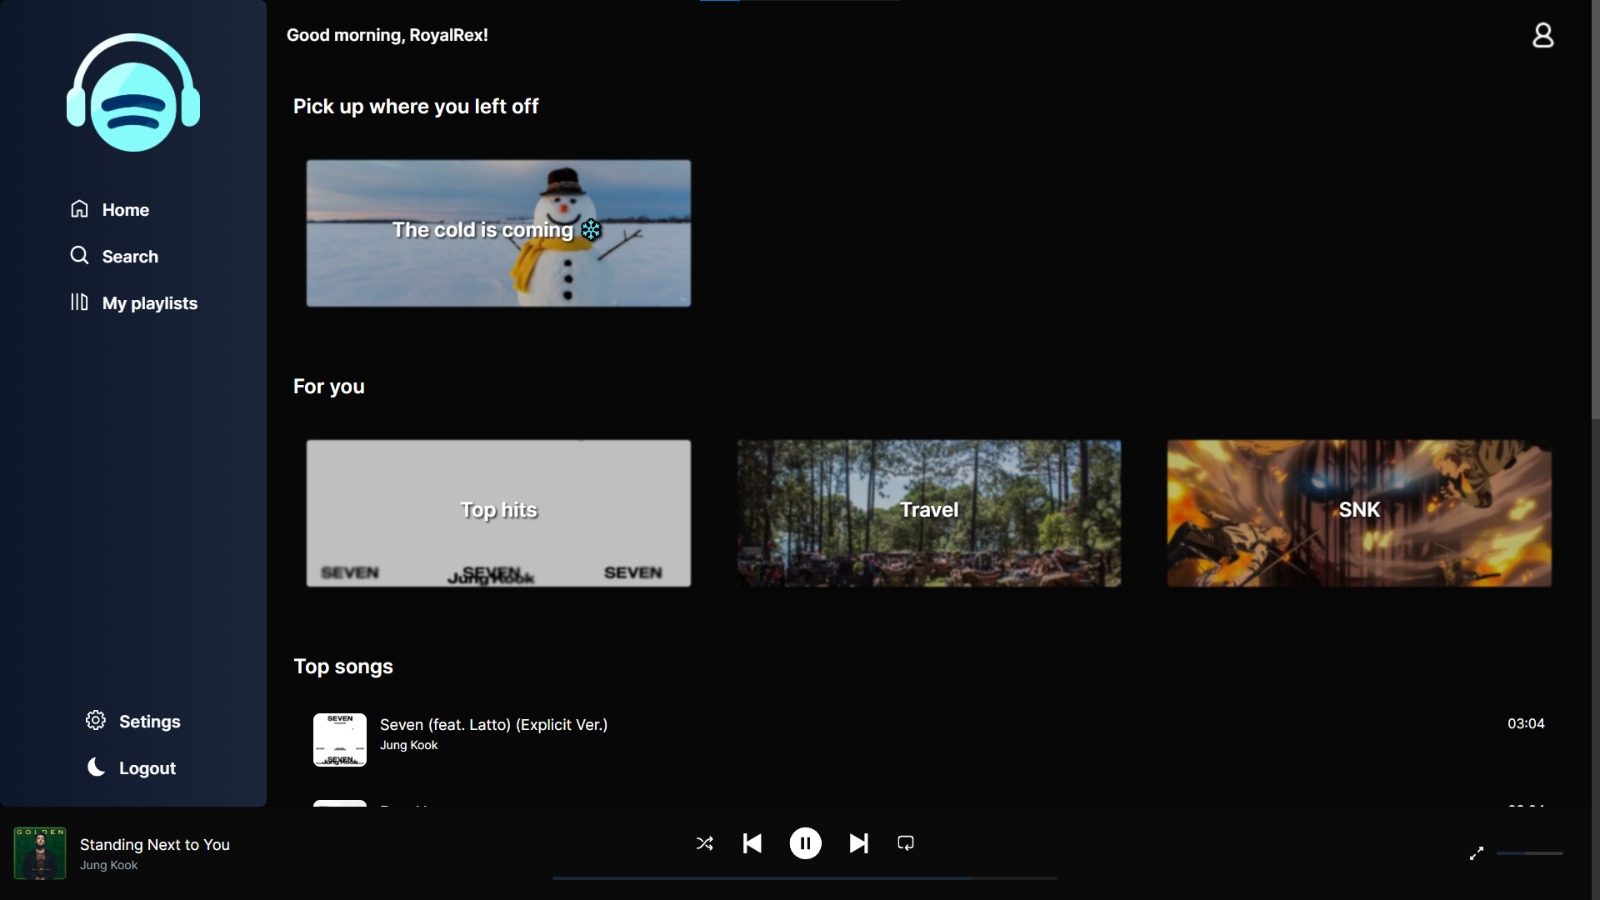 Good morning, RoyalRex!
Home
Search
My playlists
Setings
Logout
Pick up where you left off
The cold is coming ❄
For you
Top hits
SEVEN
SEVEN
Jung Kook
SEVEN
Travel
SNK
Top songs
SEVEN
Seven (feat. Latto) (Explicit Ver.)
Jung Kook
03:04
SEVEN
Jung Kook
GOLDEN
Standing Next to You
Jung Kook